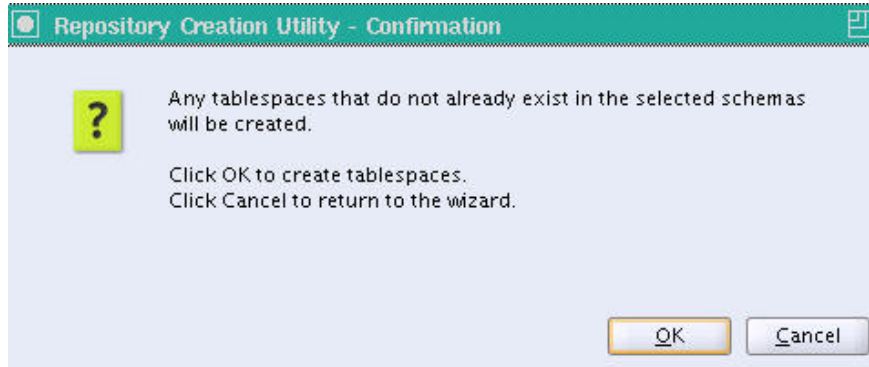 Repository Creation Utility - Confirmation
Any tablespaces that do not already exist in the selected schemas
will be created.
Click OK to create tablespaces.
Click Cancel to return to the wizard.
OK
Cancel